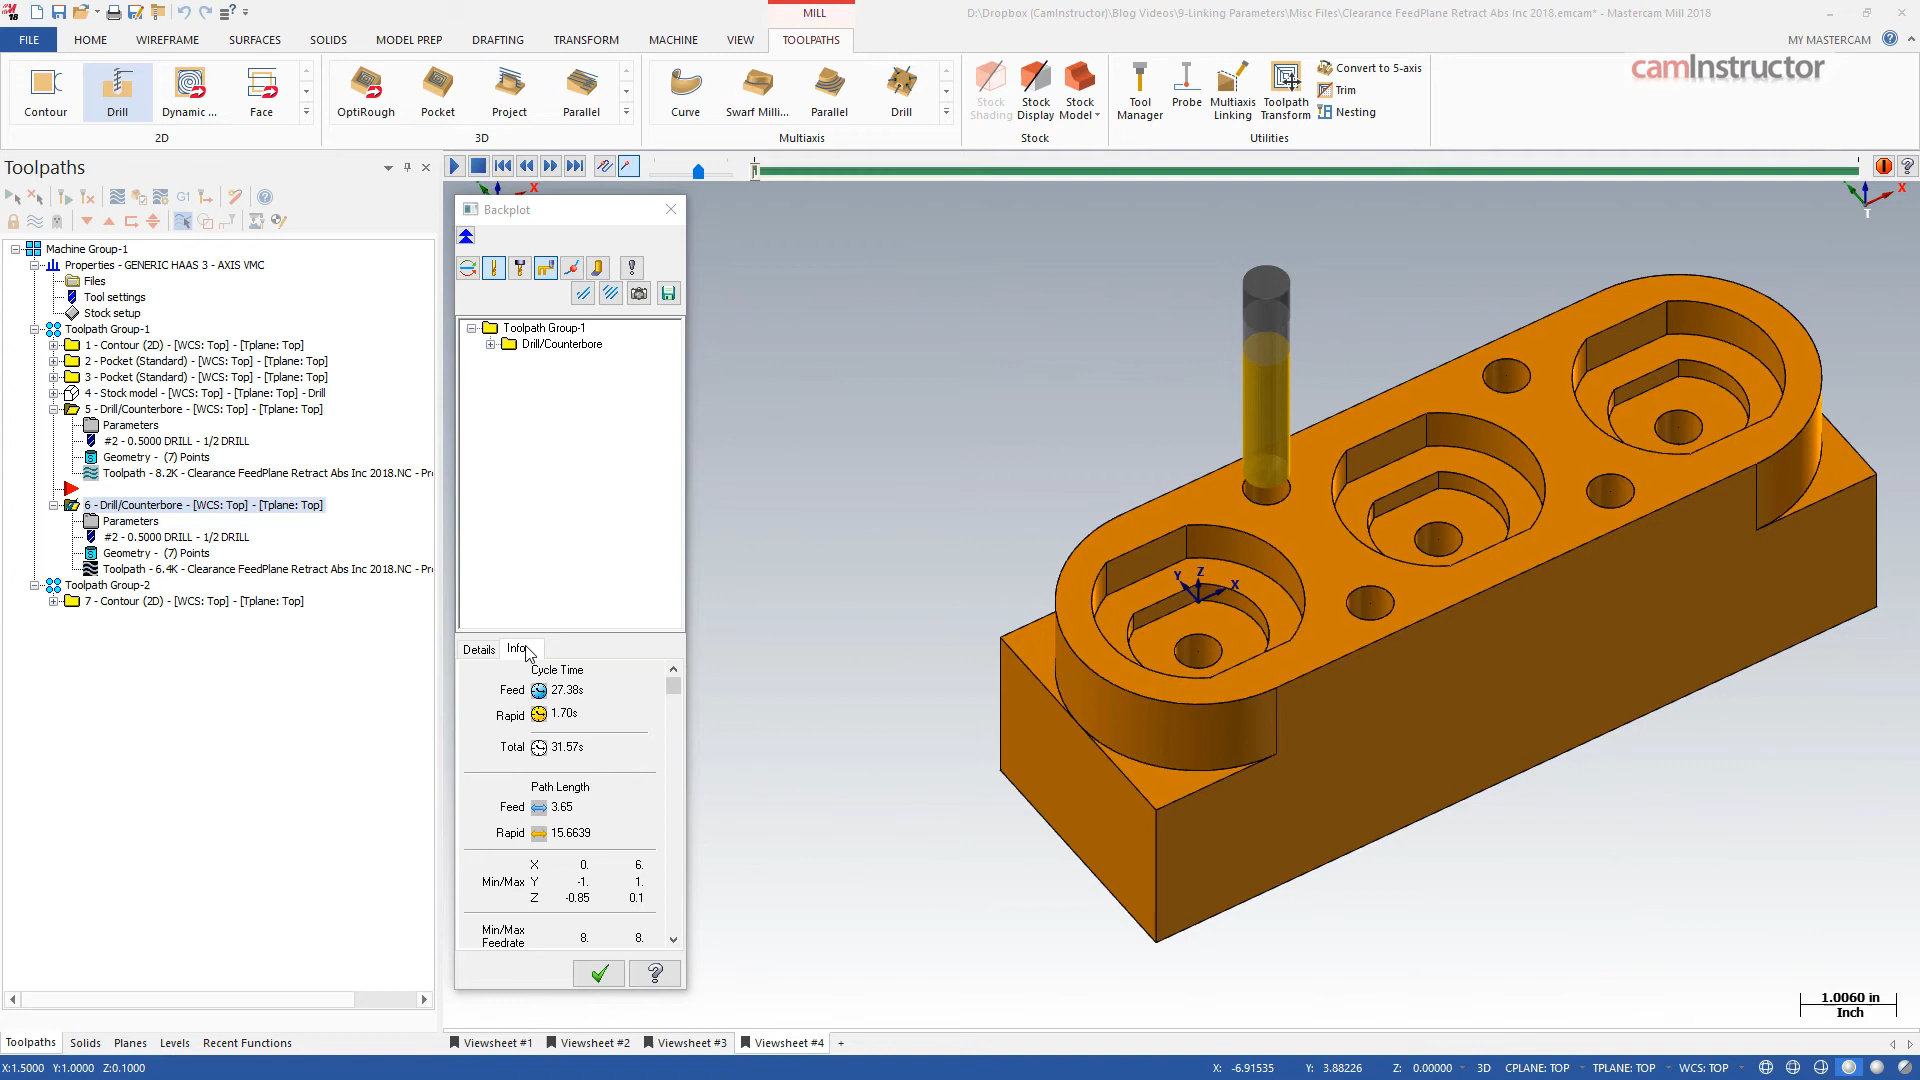 MILL
D:\Dropbox (CamInstructor)\Blog Videos\9-Linking Parameters\Misc Files\Clearance FeedPlane Retract Abs Inc 2018.emcam* - Mastercam Mill 2018
FILE HOME WIREFRAME SURFACES SOLIDS MODEL PREP DRAFTING TRANSFORM MACHINE VIEW TOOLPATHS MY MASTERCAM
camInstructor
Contour Drill Dynamic ... Face
2D
OptiRough Pocket Project Parallel
3D
Curve Swarf Milli... Parallel Drill
Multiaxis
Stock Shading
Stock Display
Stock Model
Stock
Tool Manager
Probe
Multiaxis Linking
Toolpath Transform
Convert to 5-axis
Trim
Nesting
Utilities
Toolpaths
G1
Machine Group-1
Properties - GENERIC HAAS 3 - AXIS VMC
Files
Tool settings
Stock setup
Toolpath Group-1
1 - Contour (2D) - [WCS: Top] - [Tplane: Top]
2 - Pocket (Standard) - [WCS: Top] - [Tplane: Top]
3 - Pocket (Standard) - [WCS: Top] - [Tplane: Top]
4 - Stock model - [WCS: Top] - [Tplane: Top] - Drill
5 - Drill/Counterbore - [WCS: Top] - [Tplane: Top]
Parameters
#2 - 0.5000 DRILL - 1/2 DRILL
Geometry - (7) Points
Toolpath - 8.2K - Clearance FeedPlane Retract Abs Inc 2018.NC - Pr
6 - Drill/Counterbore - [WCS: Top] - [Tplane: Top]
Parameters
#2 - 0.5000 DRILL - 1/2 DRILL
Geometry - (7) Points
Toolpath - 6.4K - Clearance FeedPlane Retract Abs Inc 2018.NC - Pr
Toolpath Group-2
7 - Contour (2D) - [WCS: Top] - [Tplane: Top]
Backplot
Toolpath Group-1
Drill/Counterbore
Details Info
Cycle Time
Feed 27.38s
Rapid 1.70s
Total 31.57s
Path Length
Feed 3.65
Rapid 15.6639
X 0. 6.
Min/Max Y -1. 1.
Z -0.85 0.1
Min/Max
Feedrate 8. 8.
X
X
T
Y Z X
1.0060 in
Inch
Toolpaths Solids Planes Levels Recent Functions
Viewsheet #1 Viewsheet #2 Viewsheet #3 Viewsheet #4 +
X:1.5000 Y:1.0000 Z:0.1000
X: -6.91535 Y: 3.88226 Z: 0.00000 3D CPLANE: TOP TPLANE: TOP WCS: TOP